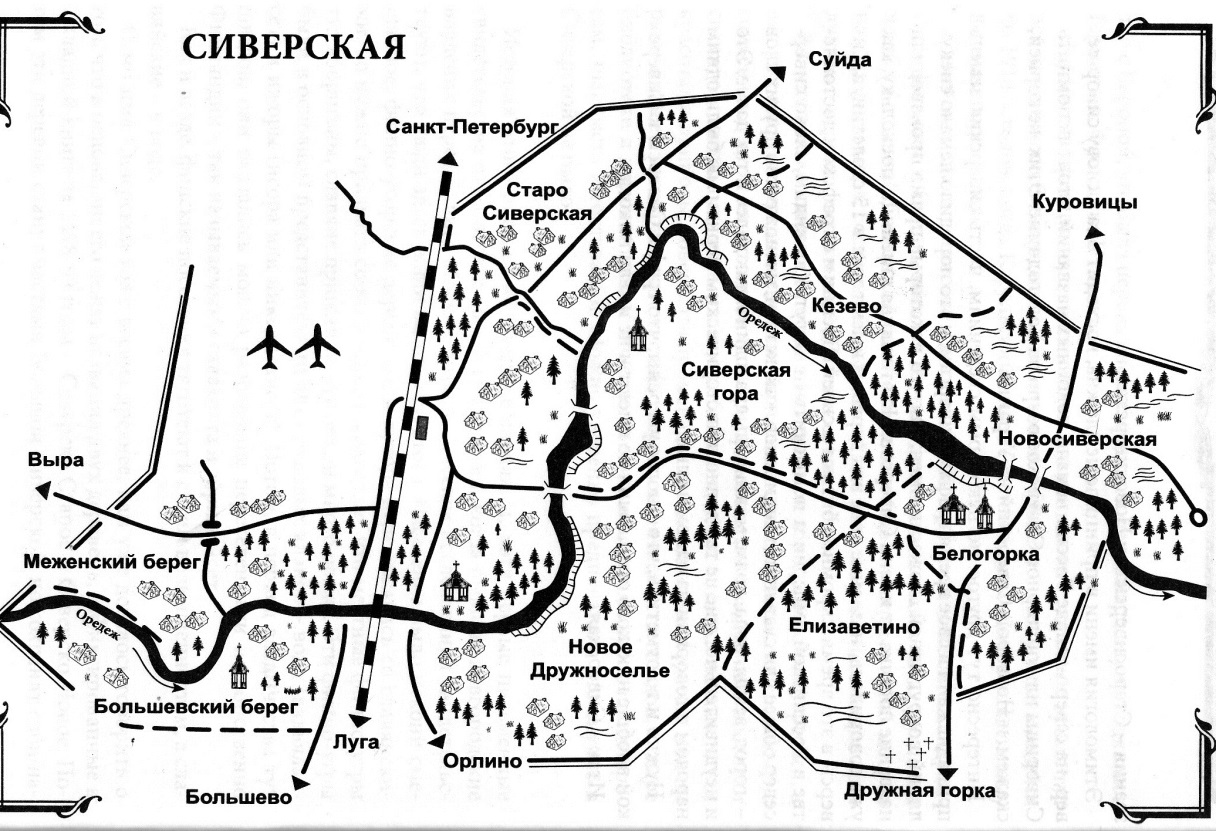 СИВЕРСКАЯ
Суйда
Санкт-Петербург
Старо
Сиверская
Куровицы
Кезево
Оредеж
Сиверская
гора
Новосиверская
Выра
Меженский берег
Белогорка
Оредеж
Елизаветино
Новое
Дружноселье
Большевский берег
Луга
Орлино
Большево
Дружная горка